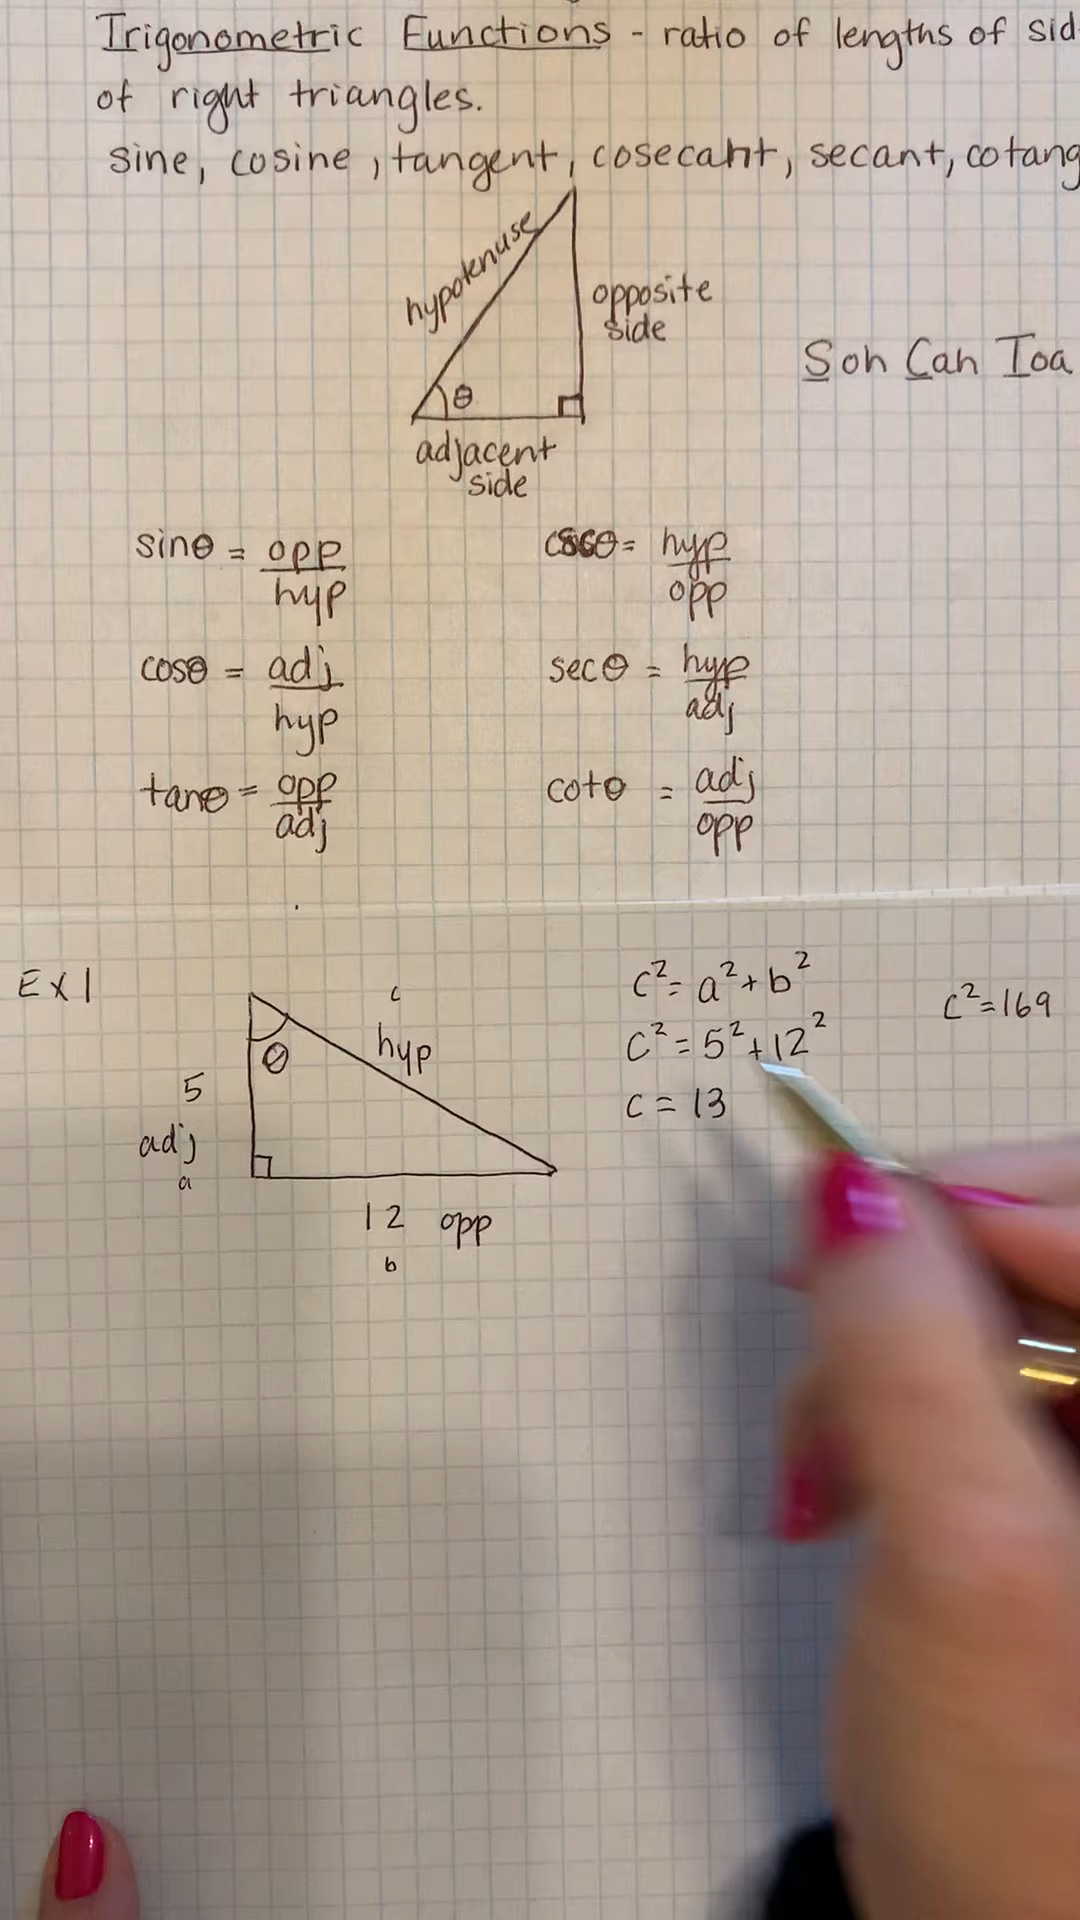 Trigonometric Functions - ratio of lengths of sid
of right triangles.
sine, cosine, tangent, cosecant, secant, cotang
hypotenuse
opposite
side
Soh Cah Toa
θ
adjacent
side
sinθ = opp/hyp
cscθ = hyp/opp
cosθ = adj/hyp
secθ = hyp/adj
tanθ = opp/adj
cotθ = adj/opp
EX 1
c
hyp
θ
5
adj
a
12 opp
b
c² = a² + b²
c² = 5² + 12²
c = 13
c² = 169